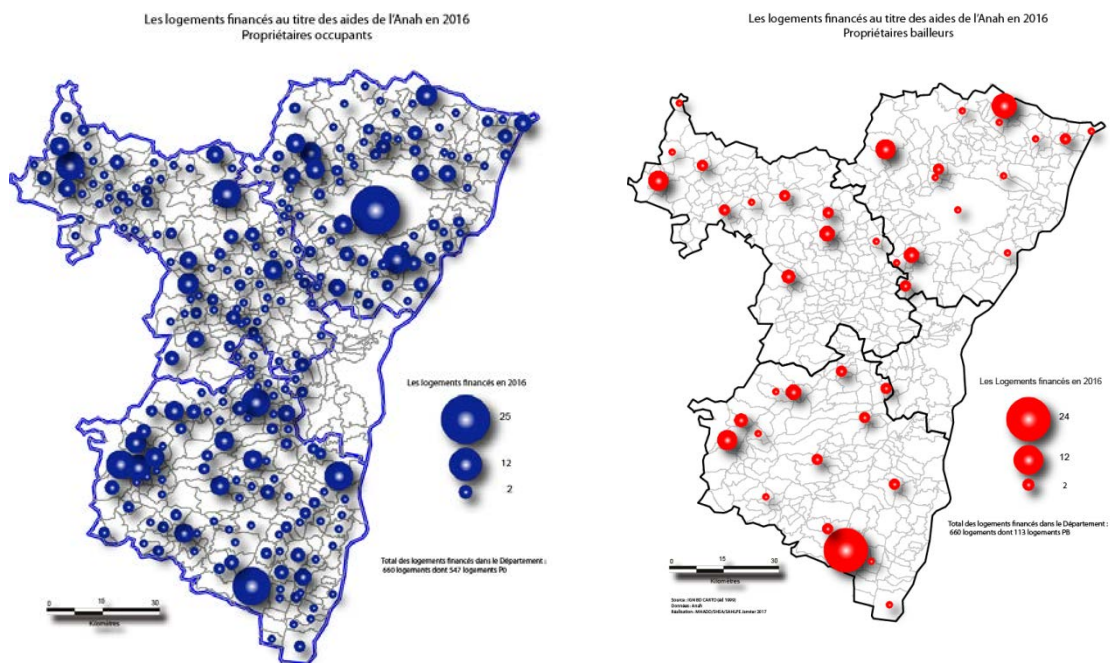 Les logements financés au titre des aides de l'Anah en 2016
Propriétaires occupants
Les logements financés en 2016
25
12
2
Total des logements financés dans le Département :
660 logements dont 547 logements PO
0
15
30
Kilomètres
Les logements financés au titre des aides de l'Anah en 2016
Propriétaires bailleurs
Les Logements financés en 2016
24
12
2
Total des logements financés dans le Département :
660 logements dont 113 logements PB
0
15
30
Kilomètres
Données : Anah